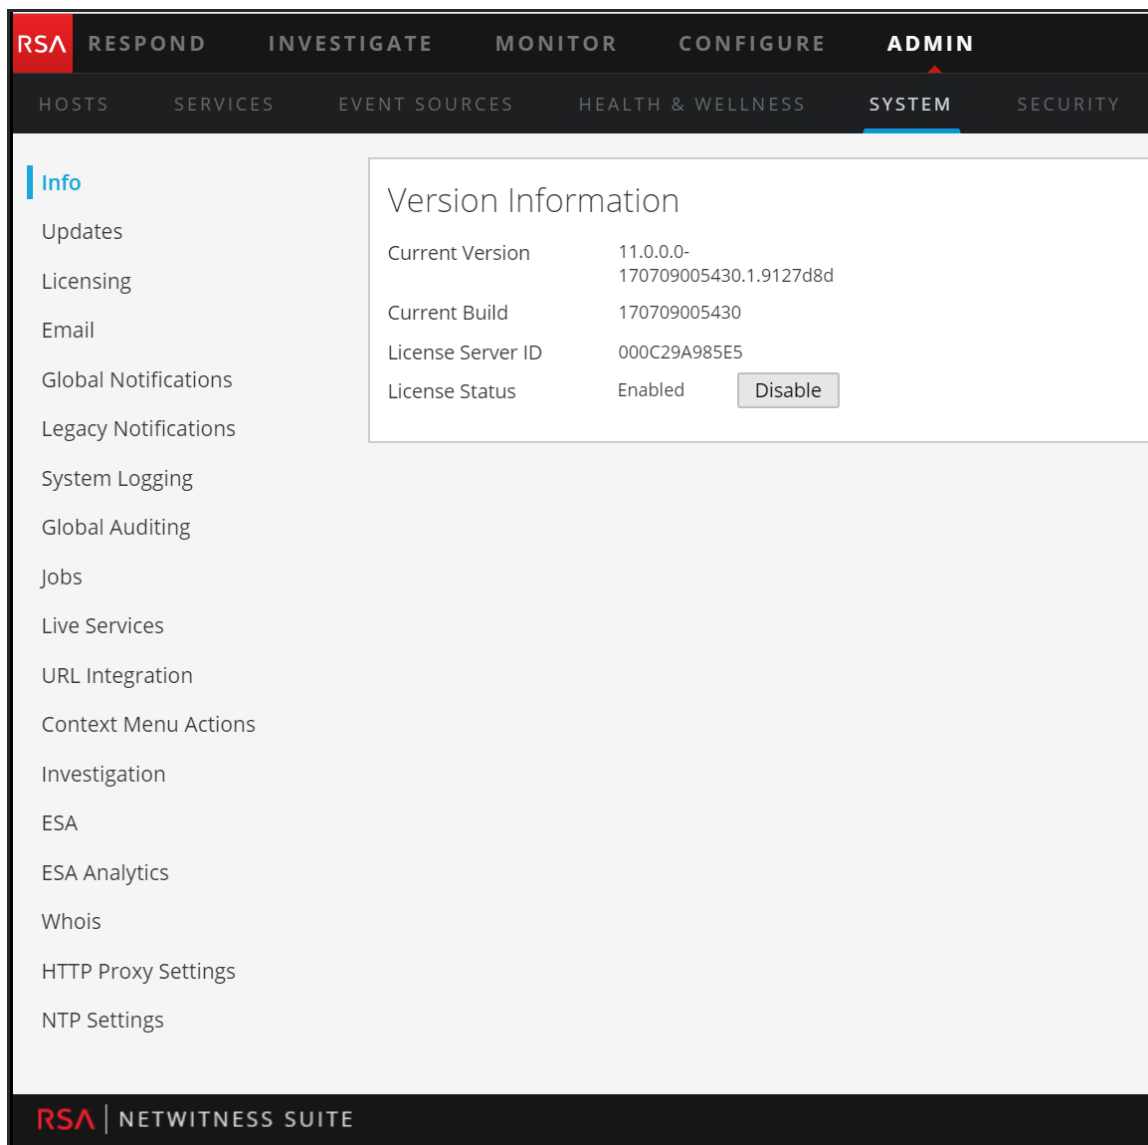 RSA RESPOND INVESTIGATE MONITOR CONFIGURE ADMIN
HOSTS SERVICES EVENT SOURCES HEALTH & WELLNESS SYSTEM SECURITY
Info
Updates
Licensing
Email
Global Notifications
Legacy Notifications
System Logging
Global Auditing
Jobs
Live Services
URL Integration
Context Menu Actions
Investigation
ESA
ESA Analytics
Whois
HTTP Proxy Settings
NTP Settings
Version Information
Current Version 11.0.0.0-
170709005430.1.9127d8d
Current Build 170709005430
License Server ID 000C29A985E5
License Status Enabled Disable
RSA | NETWITNESS SUITE